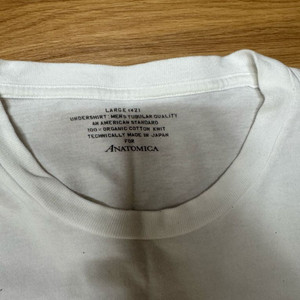 LARGE (42)
UNDERSHIRT : MEN'S TUBULAR QUALITY
AN AMERICAN STANDARD
100% ORGANIC COTTON KNIT
TECHNICALLY MADE IN JAPAN
FOR
ANATOMICA